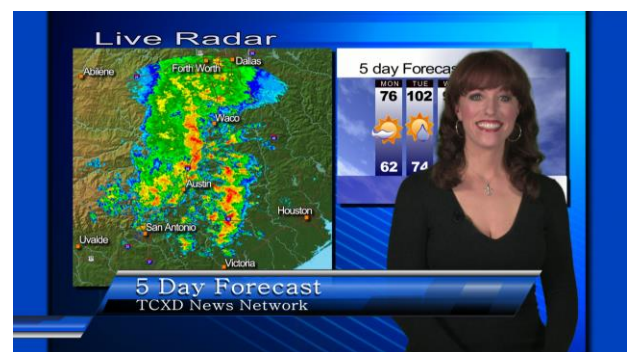 Live Radar
Abilene
Fort Worth
Dallas
Waco
Austin
Houston
San Antonio
Uvalde
Victoria
5 day Forecas
MON TUE W
76 102
62 74
5 Day Forecast
TCXD News Network